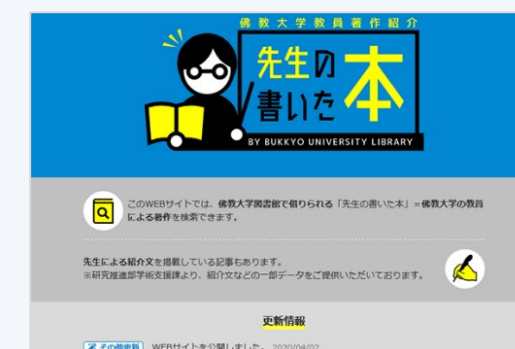 佛教大学教員著作紹介
先生の
書いた本
BY BUKKYO UNIVERSITY LIBRARY
このWEBサイトでは、佛教大学図書館で借りられる「先生の書いた本」=佛教大学の教員
による著作を検索できます。
先生による紹介文を掲載している記事もあります。
※研究推進部学術支援課より、紹介文などの一部データをご提供いただいております。
更新情報
その他更新 WEBサイトを公開しました。 2020/04/02